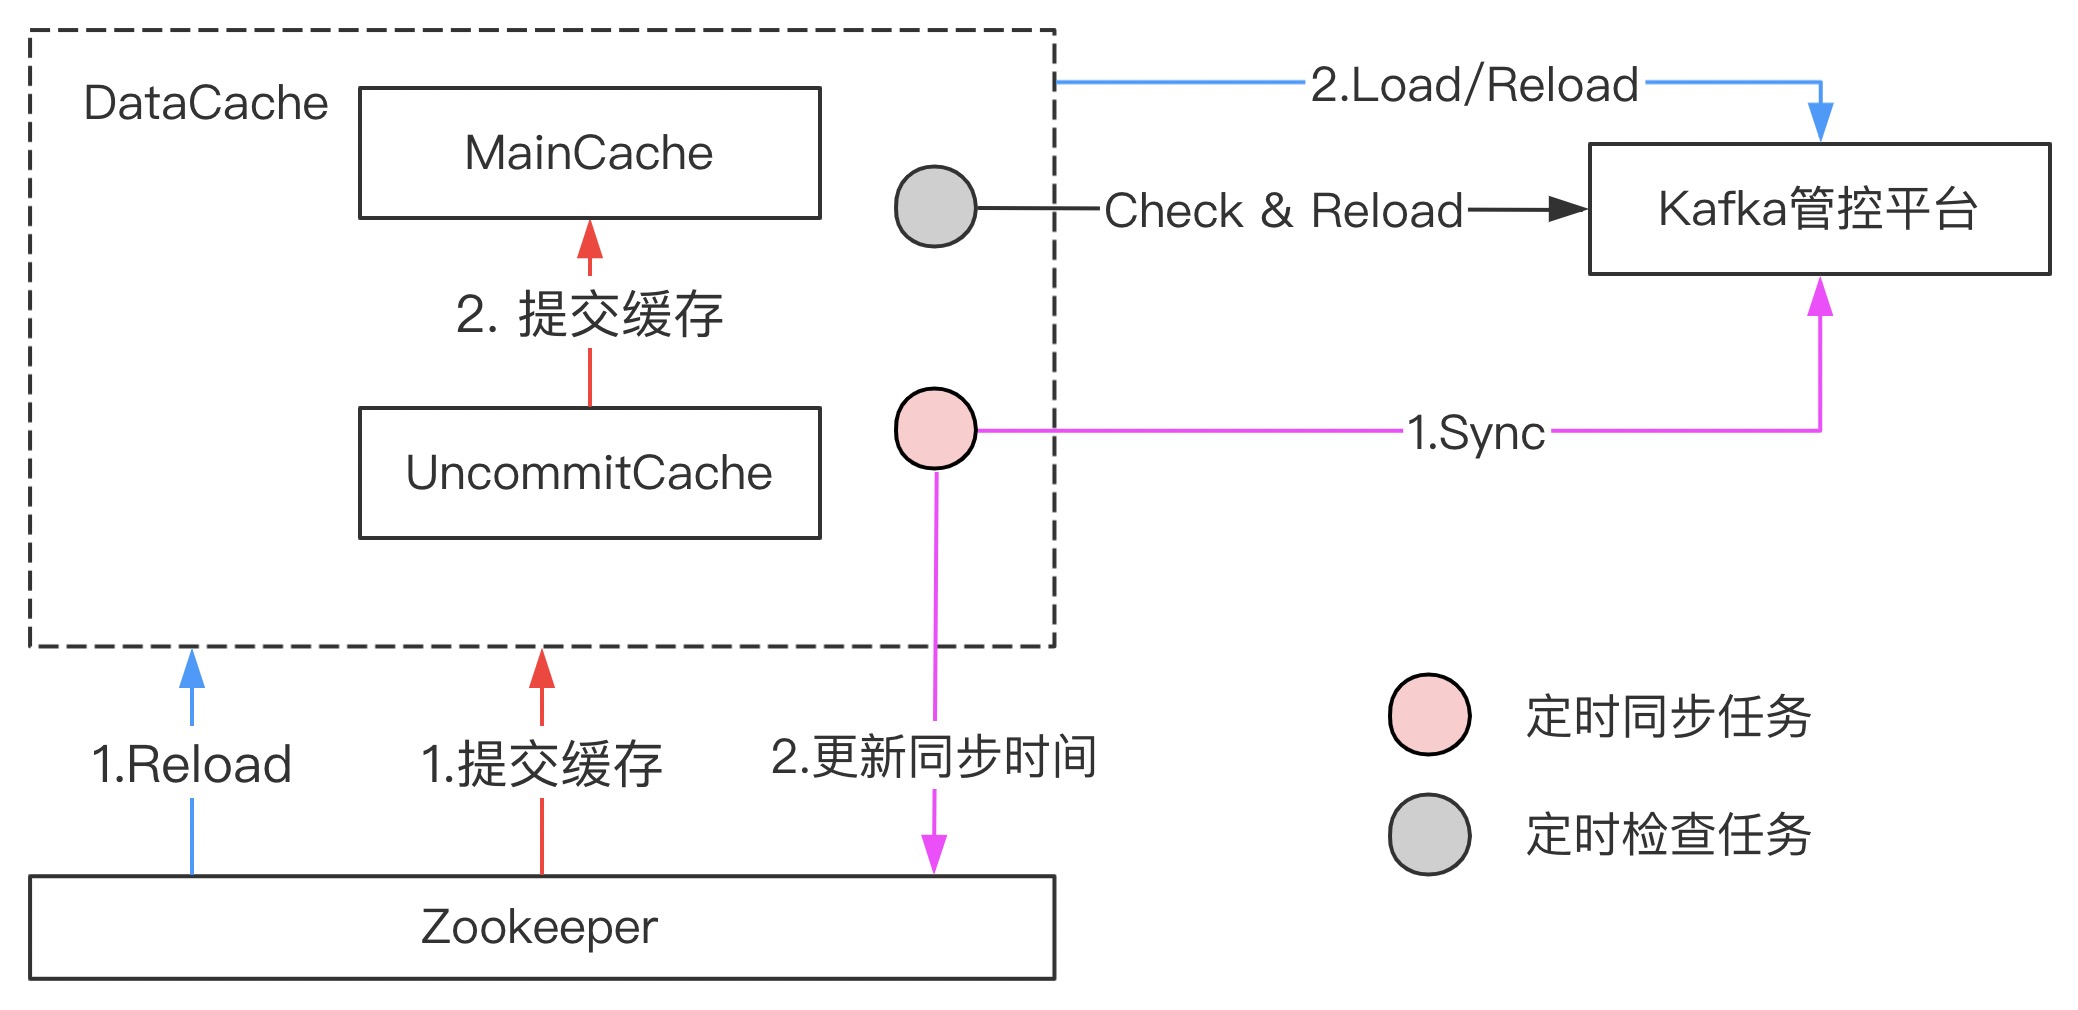 DataCache
MainCache
2.Load/Reload
Check & Reload
Kafka管控平台
2. 提交缓存
UncommitCache
1.Sync
1.Reload
1.提交缓存
2.更新同步时间
定时同步任务
定时检查任务
Zookeeper